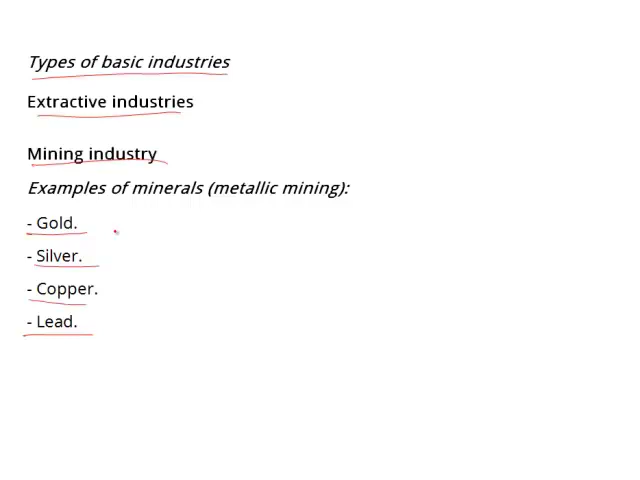 Types of basic industries
Extractive industries
Mining industry
Examples of minerals (metallic mining):
- Gold.
- Silver.
- Copper.
- Lead.